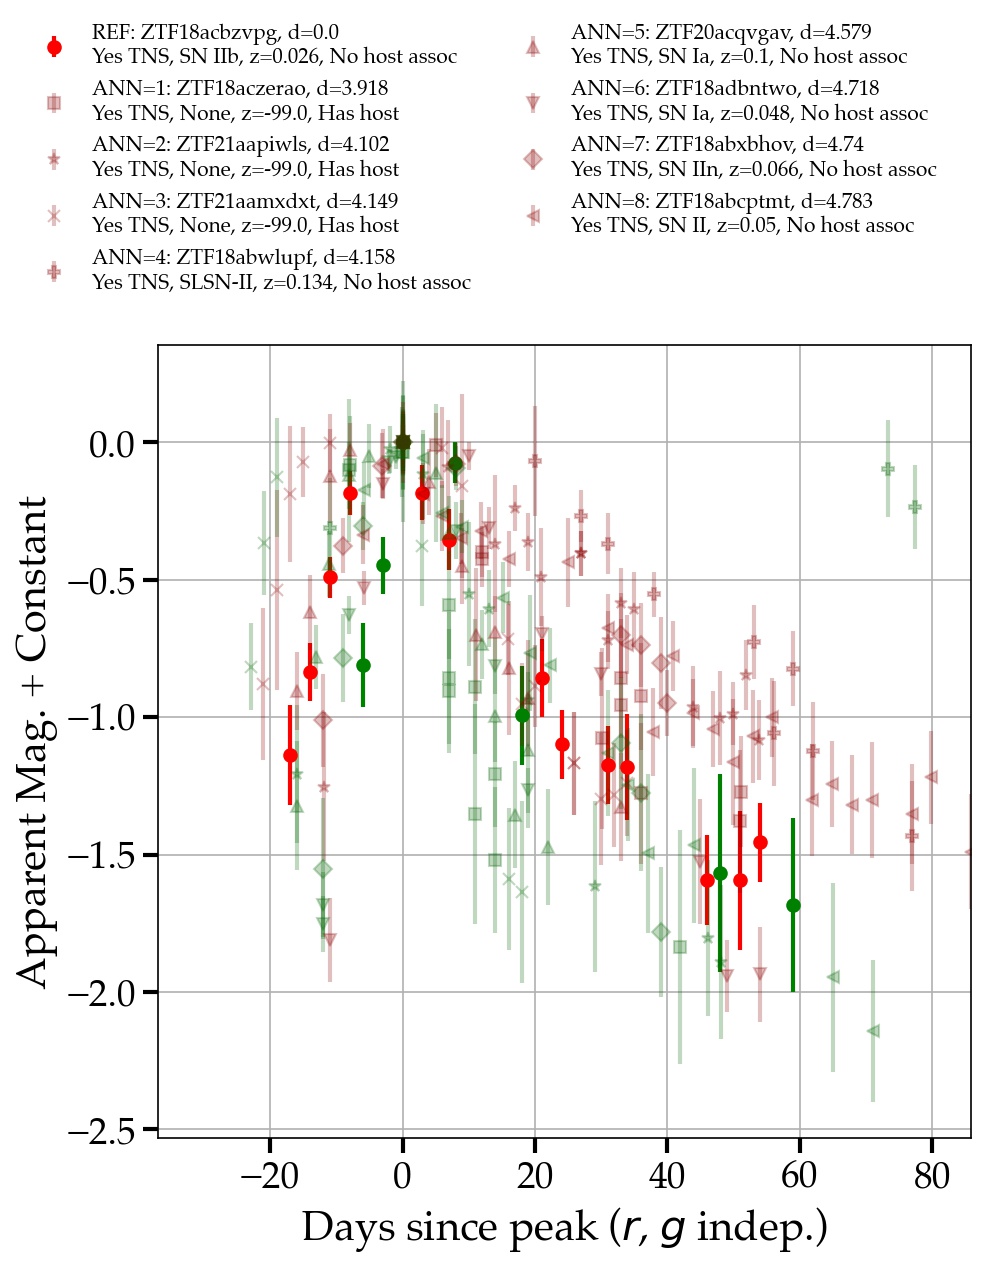 REF: ZTF18acbzvpg, d=0.0
Yes TNS, SN IIb, z=0.026, No host assoc
ANN=1: ZTF18aczerao, d=3.918
Yes TNS, None, z=-99.0, Has host
ANN=2: ZTF21aapiwls, d=4.102
Yes TNS, None, z=-99.0, Has host
ANN=3: ZTF21aamxdxt, d=4.149
Yes TNS, None, z=-99.0, Has host
ANN=4: ZTF18abwlupf, d=4.158
Yes TNS, SLSN-II, z=0.134, No host assoc
ANN=5: ZTF20acqvgav, d=4.579
Yes TNS, SN Ia, z=0.1, No host assoc
ANN=6: ZTF18adbntwo, d=4.718
Yes TNS, SN Ia, z=0.048, No host assoc
ANN=7: ZTF18abxbhov, d=4.74
Yes TNS, SN IIn, z=0.066, No host assoc
ANN=8: ZTF18abcptmt, d=4.783
Yes TNS, SN II, z=0.05, No host assoc
Apparent Mag. + Constant
0.0
−0.5
−1.0
−1.5
−2.0
−2.5
−20
0
20
40
60
80
Days since peak (r, g indep.)